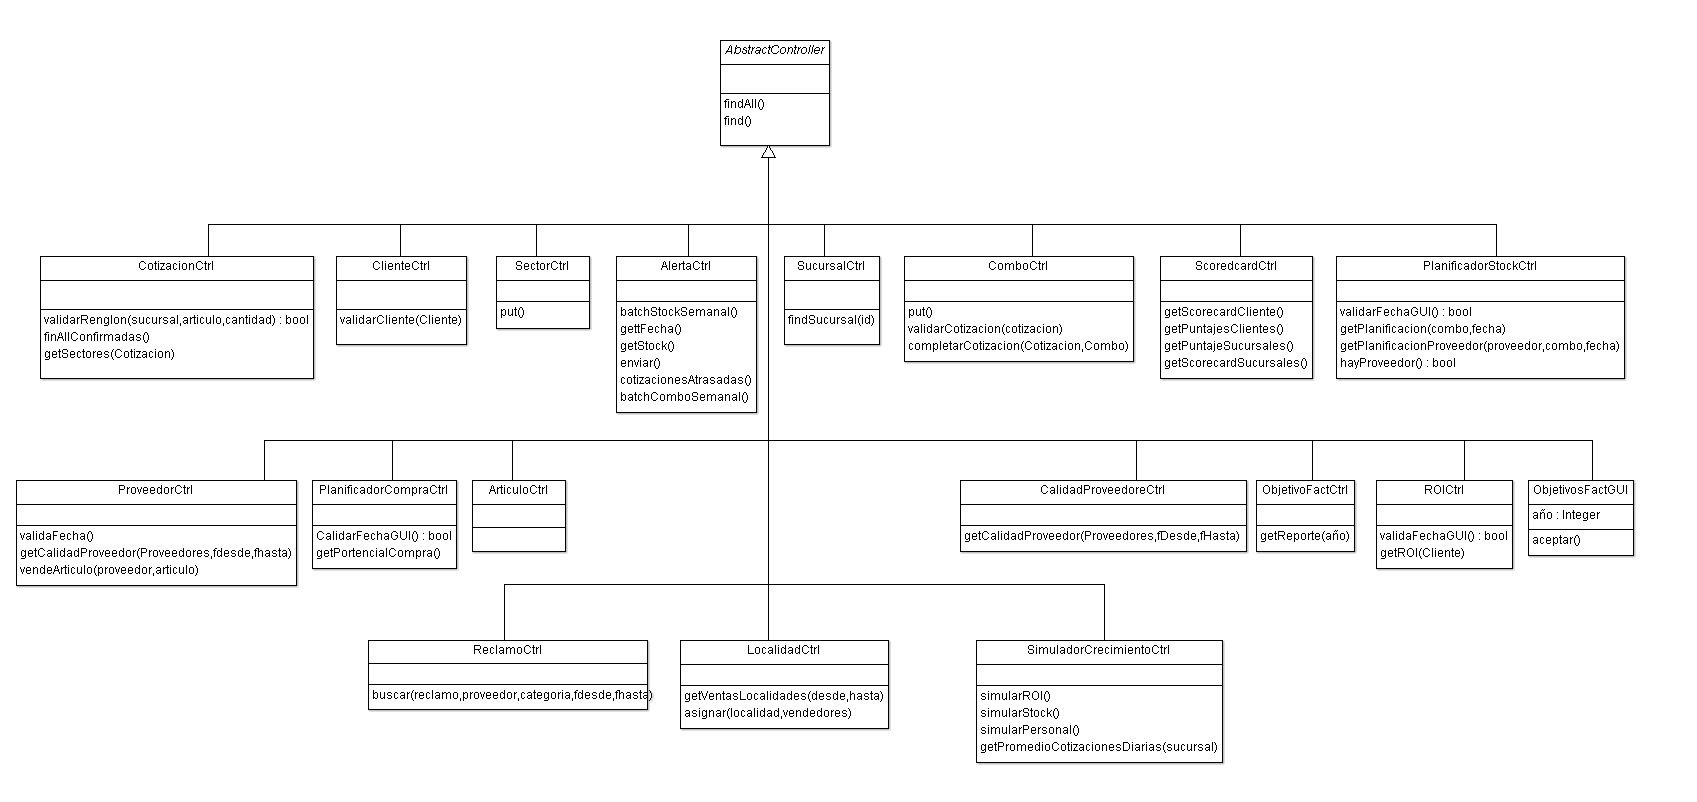 AbstractController
findAll()
find()
CotizacionCtrl
validarRenglon(sucursal,articulo,cantidad) : bool
finAllConfirmadas()
getSectores(Cotizacion)
ClienteCtrl
validarCliente(Cliente)
SectorCtrl
put()
AlertaCtrl
batchStockSemanal()
gettFecha()
getStock()
enviar()
cotizacionesAtrasadas()
batchComboSemanal()
SucursalCtrl
findSucursal(id)
ComboCtrl
put()
validarCotizacion(cotizacion)
completarCotizacion(Cotizacion,Combo)
ScoredcardCtrl
getScorecardCliente()
getPuntajesClientes()
getPuntajeSucursales()
getScorecardSucursales()
PlanificadorStockCtrl
validarFechaGUI() : bool
getPlanificacion(combo,fecha)
getPlanificacionProveedor(proveedor,combo,fecha)
hayProveedor() : bool
ProveedorCtrl
validaFecha()
getCalidadProveedor(Proveedores,fdesde,fhasta)
vendeArticulo(proveedor,articulo)
PlanificadorCompraCtrl
CalidarFechaGUI() : bool
getPortencialCompra()
ArticuloCtrl
CalidadProveedoreCtrl
getCalidadProveedor(Proveedores,fDesde,fHasta)
ObjetivoFactCtrl
getReporte(año)
ROICtrl
validaFechaGUI() : bool
getROI(Cliente)
ObjetivosFactGUI
año : Integer
aceptar()
ReclamoCtrl
buscar(reclamo,proveedor,categoria,fdesde,fhasta)
LocalidadCtrl
getVentasLocalidades(desde,hasta)
asignar(localidad,vendedores)
SimuladorCrecimientoCtrl
simularROI()
simularStock()
simularPersonal()
getPromedioCotizacionesDiarias(sucursal)